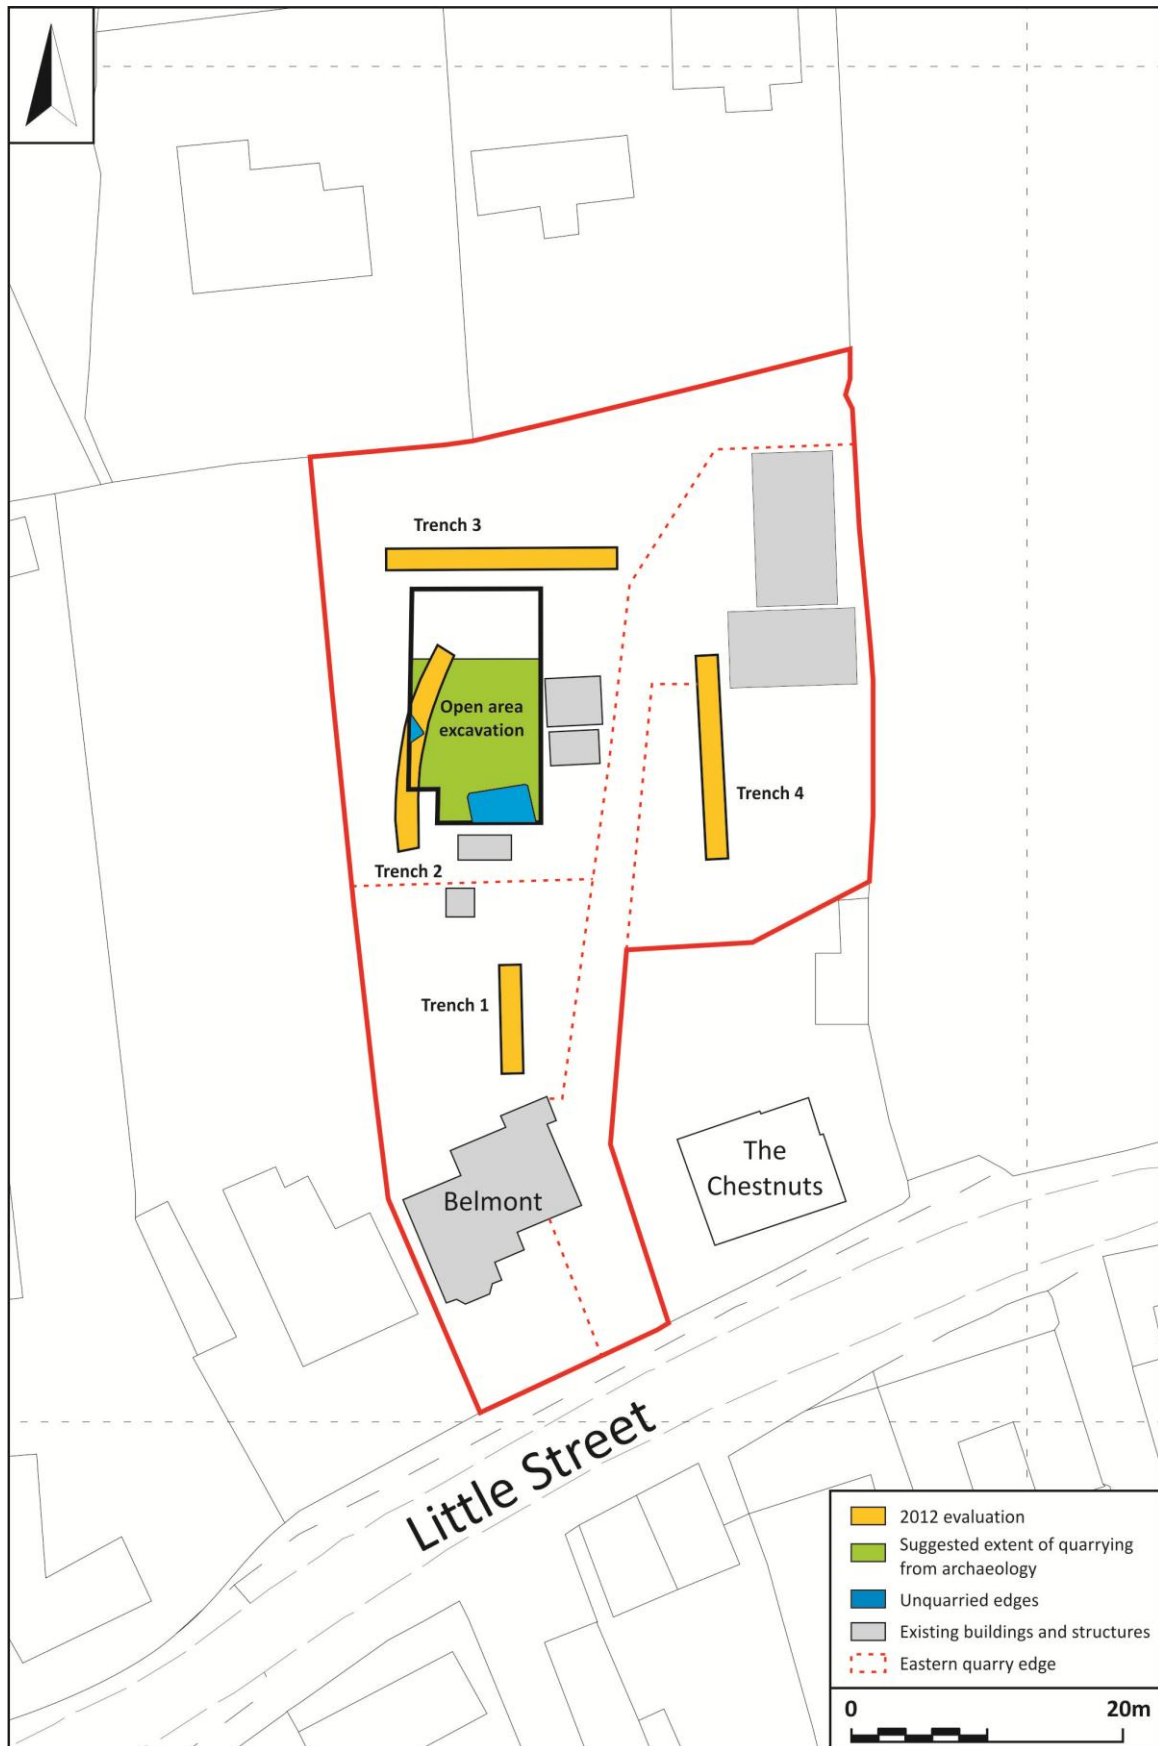 Trench 3
Open area
excavation
Trench 4
Trench 2
Trench 1
The
Chestnuts
Belmont
Little Street
2012 evaluation
Suggested extent of quarrying
from archaeology
Unquarried edges
Existing buildings and structures
Eastern quarry edge
0 20m